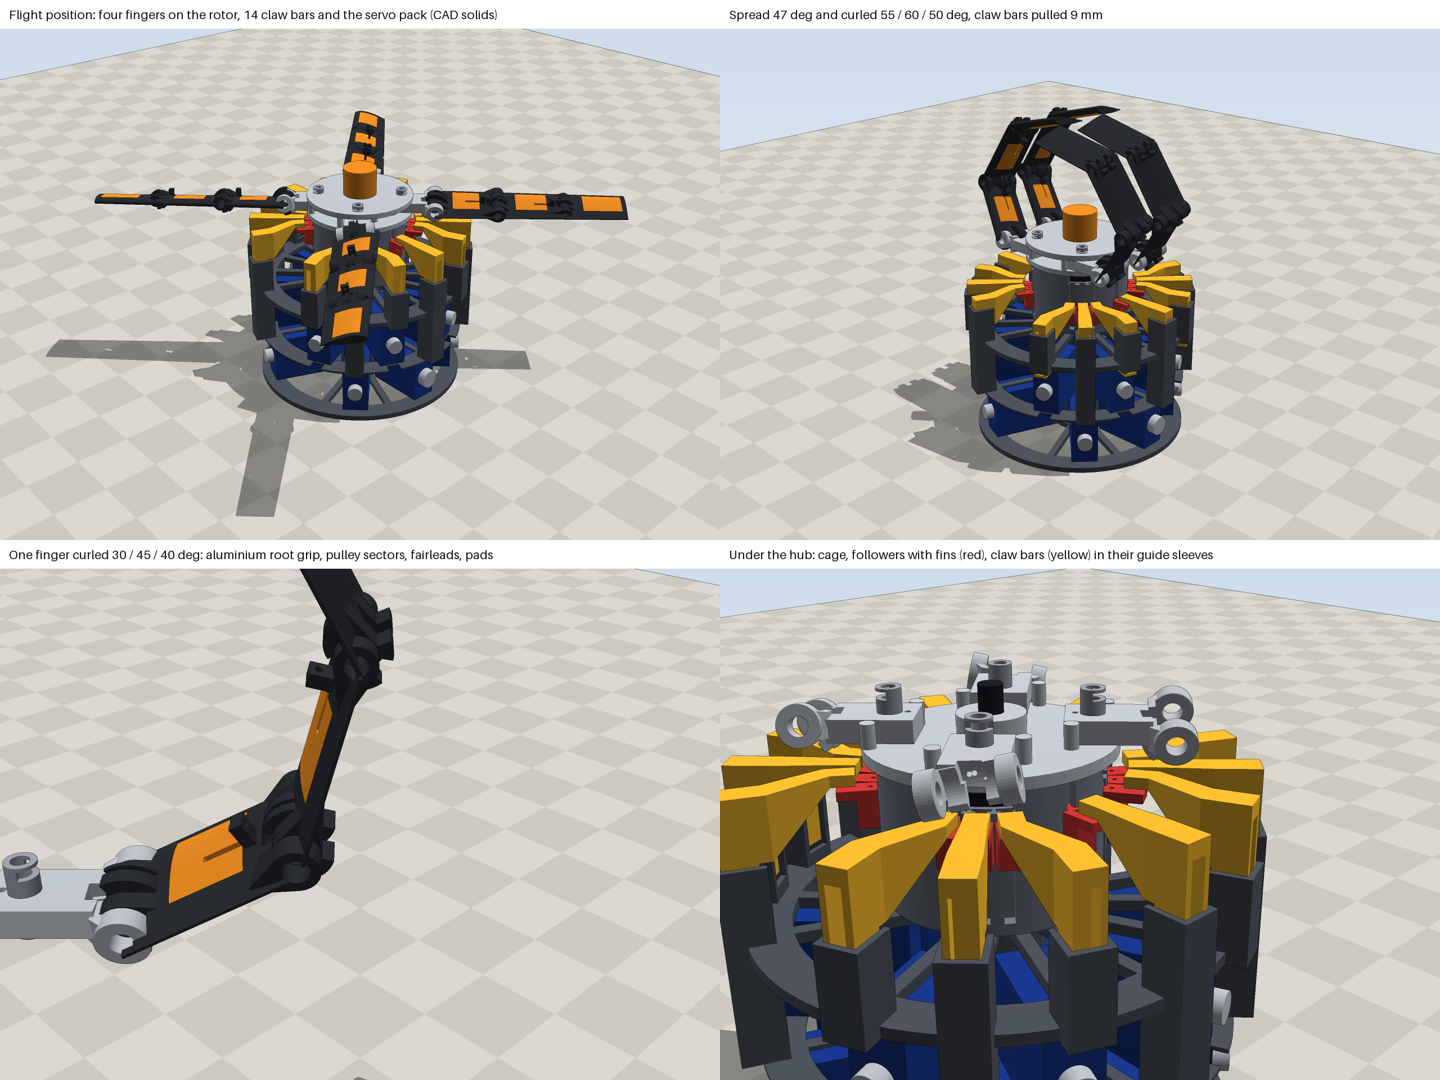 Flight position: four fingers on the rotor, 14 claw bars and the servo pack (CAD solids)
Spread 47 deg and curled 55 / 60 / 50 deg, claw bars pulled 9 mm
One finger curled 30 / 45 / 40 deg: aluminium root grip, pulley sectors, fairleads, pads
Under the hub: cage, followers with fins (red), claw bars (yellow) in their guide sleeves